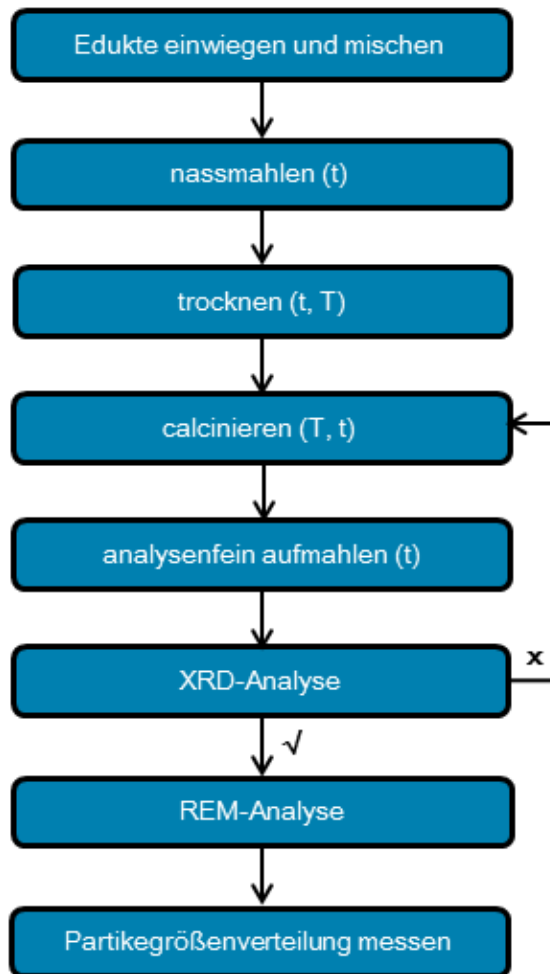 Edukte einwiegen und mischen
nassmahlen (t)
trocknen (t, T)
calcinieren (T, t)
analysenfein aufmahlen (t)
XRD-Analyse
x
√
REM-Analyse
Partikegrößenverteilung messen